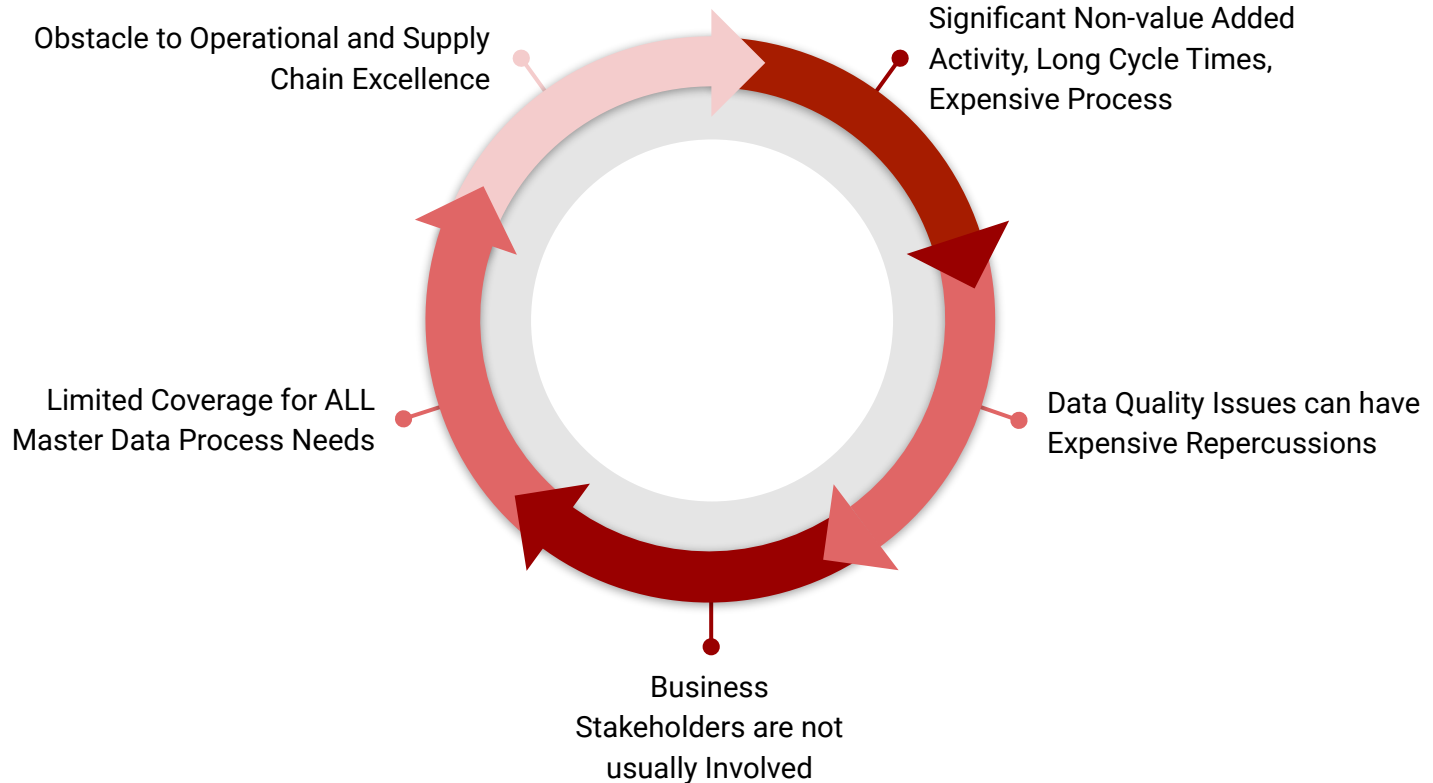 Obstacle to Operational and Supply
Chain Excellence
Significant Non-value Added
Activity, Long Cycle Times,
Expensive Process
Limited Coverage for ALL
Master Data Process Needs
Data Quality Issues can have
Expensive Repercussions
Business
Stakeholders are not
usually Involved